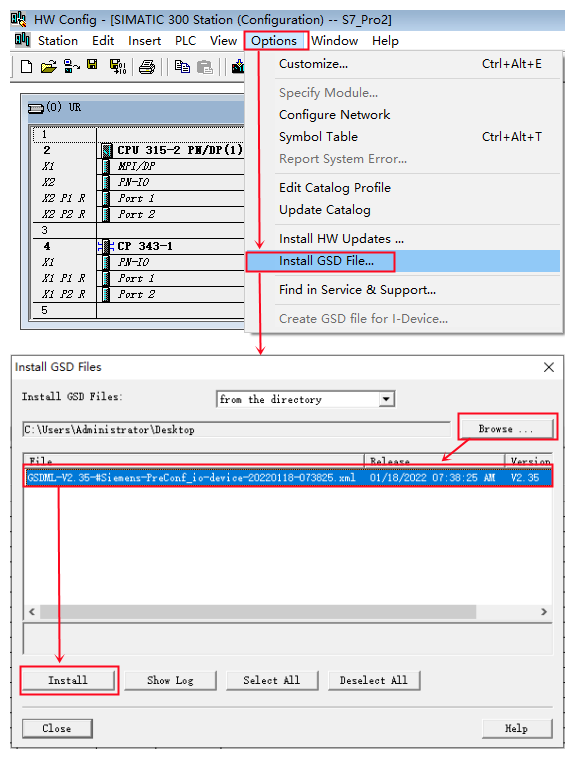 HW Config - [SIMATIC 300 Station (Configuration) -- S7_Pro2]
Station Edit Insert PLC View Options Window Help
Customize... Ctrl+Alt+E
Specify Module...
Configure Network
Symbol Table Ctrl+Alt+T
Report System Error...
Edit Catalog Profile
Update Catalog
Install HW Updates ...
Install GSD File...
Find in Service & Support...
Create GSD file for I-Device...
(0) UR
1
2 CPU 315-2 PN/DP(1)
X1 MPI/DP
X2 PN-IO
X2 P1 R Port 1
X2 P2 R Port 2
3
4 CP 343-1
X1 PN-IO
X1 P1 R Port 1
X1 P2 R Port 2
5
Install GSD Files
Install GSD Files: from the directory
C:\Users\Administrator\Desktop Browse ...
File Release Version
GSDML-V2.35-#Siemens-PreConf_io-device-20220118-073825.xml 01/18/2022 07:38:25 AM V2.35
Install Show Log Select All Deselect All
Close Help